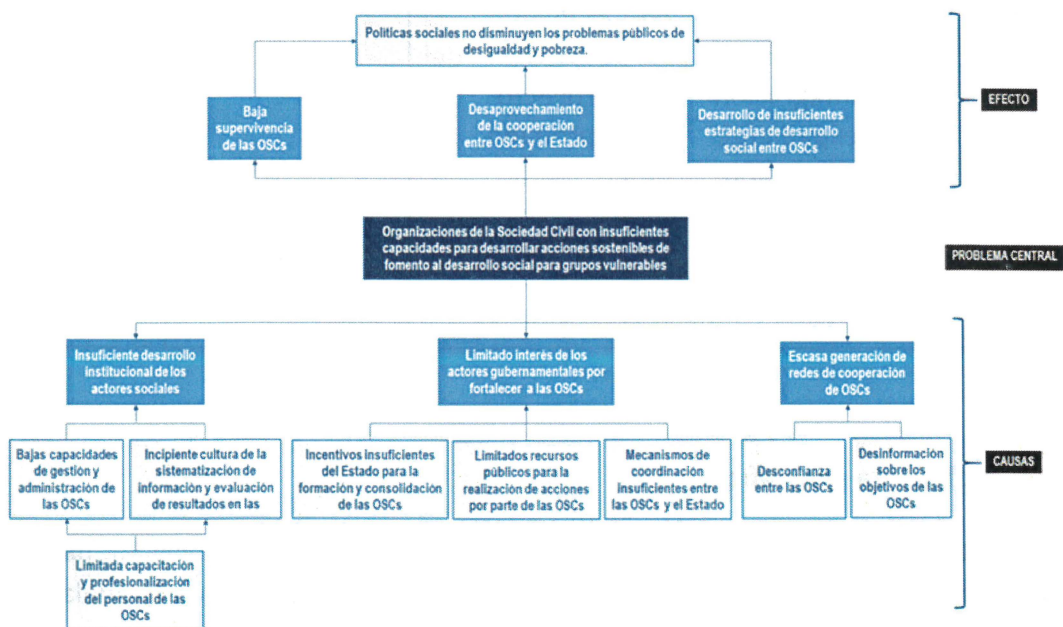 Políticas sociales no disminuyen los problemas públicos de
desigualdad y pobreza.
Baja
supervivencia
de las OSCs
Desaprovechamiento
de la cooperación
entre OSCs y el Estado
Desarrollo de insuficientes
estrategias de desarrollo
social entre OSCs
EFECTO
Organizaciones de la Sociedad Civil con insuficientes
capacidades para desarrollar acciones sostenibles de
fomento al desarrollo social para grupos vulnerables
PROBLEMA CENTRAL
Insuficiente desarrollo
institucional de los
actores sociales
Limitado interés de los
actores gubernamentales por
fortalecer a las OSCs
Escasa generación de
redes de cooperación
de OSCs
Bajas capacidades
de gestión y
administración de
las OSCs
Incipiente cultura de la
sistematización de
información y evaluación
de resultados en las
Incentivos insuficientes
del Estado para la
formación y consolidación
de las OSCs
Limitados recursos
públicos para la
realización de acciones
por parte de las OSCs
Mecanismos de
coordinación
insuficientes entre
las OSCs y el Estado
Desconfianza
entre las OSCs
Desinformación
sobre los
objetivos de las
OSCs
CAUSAS
Limitada capacitación
y profesionalización
del personal de las
OSCs